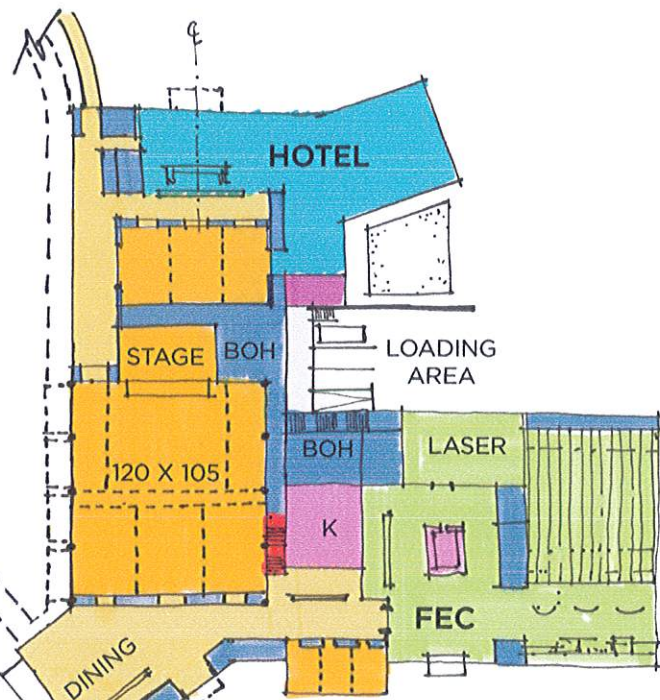 ℄
HOTEL
STAGE
BOH
LOADING
AREA
BOH
LASER
120 X 105
K
FEC
DINING